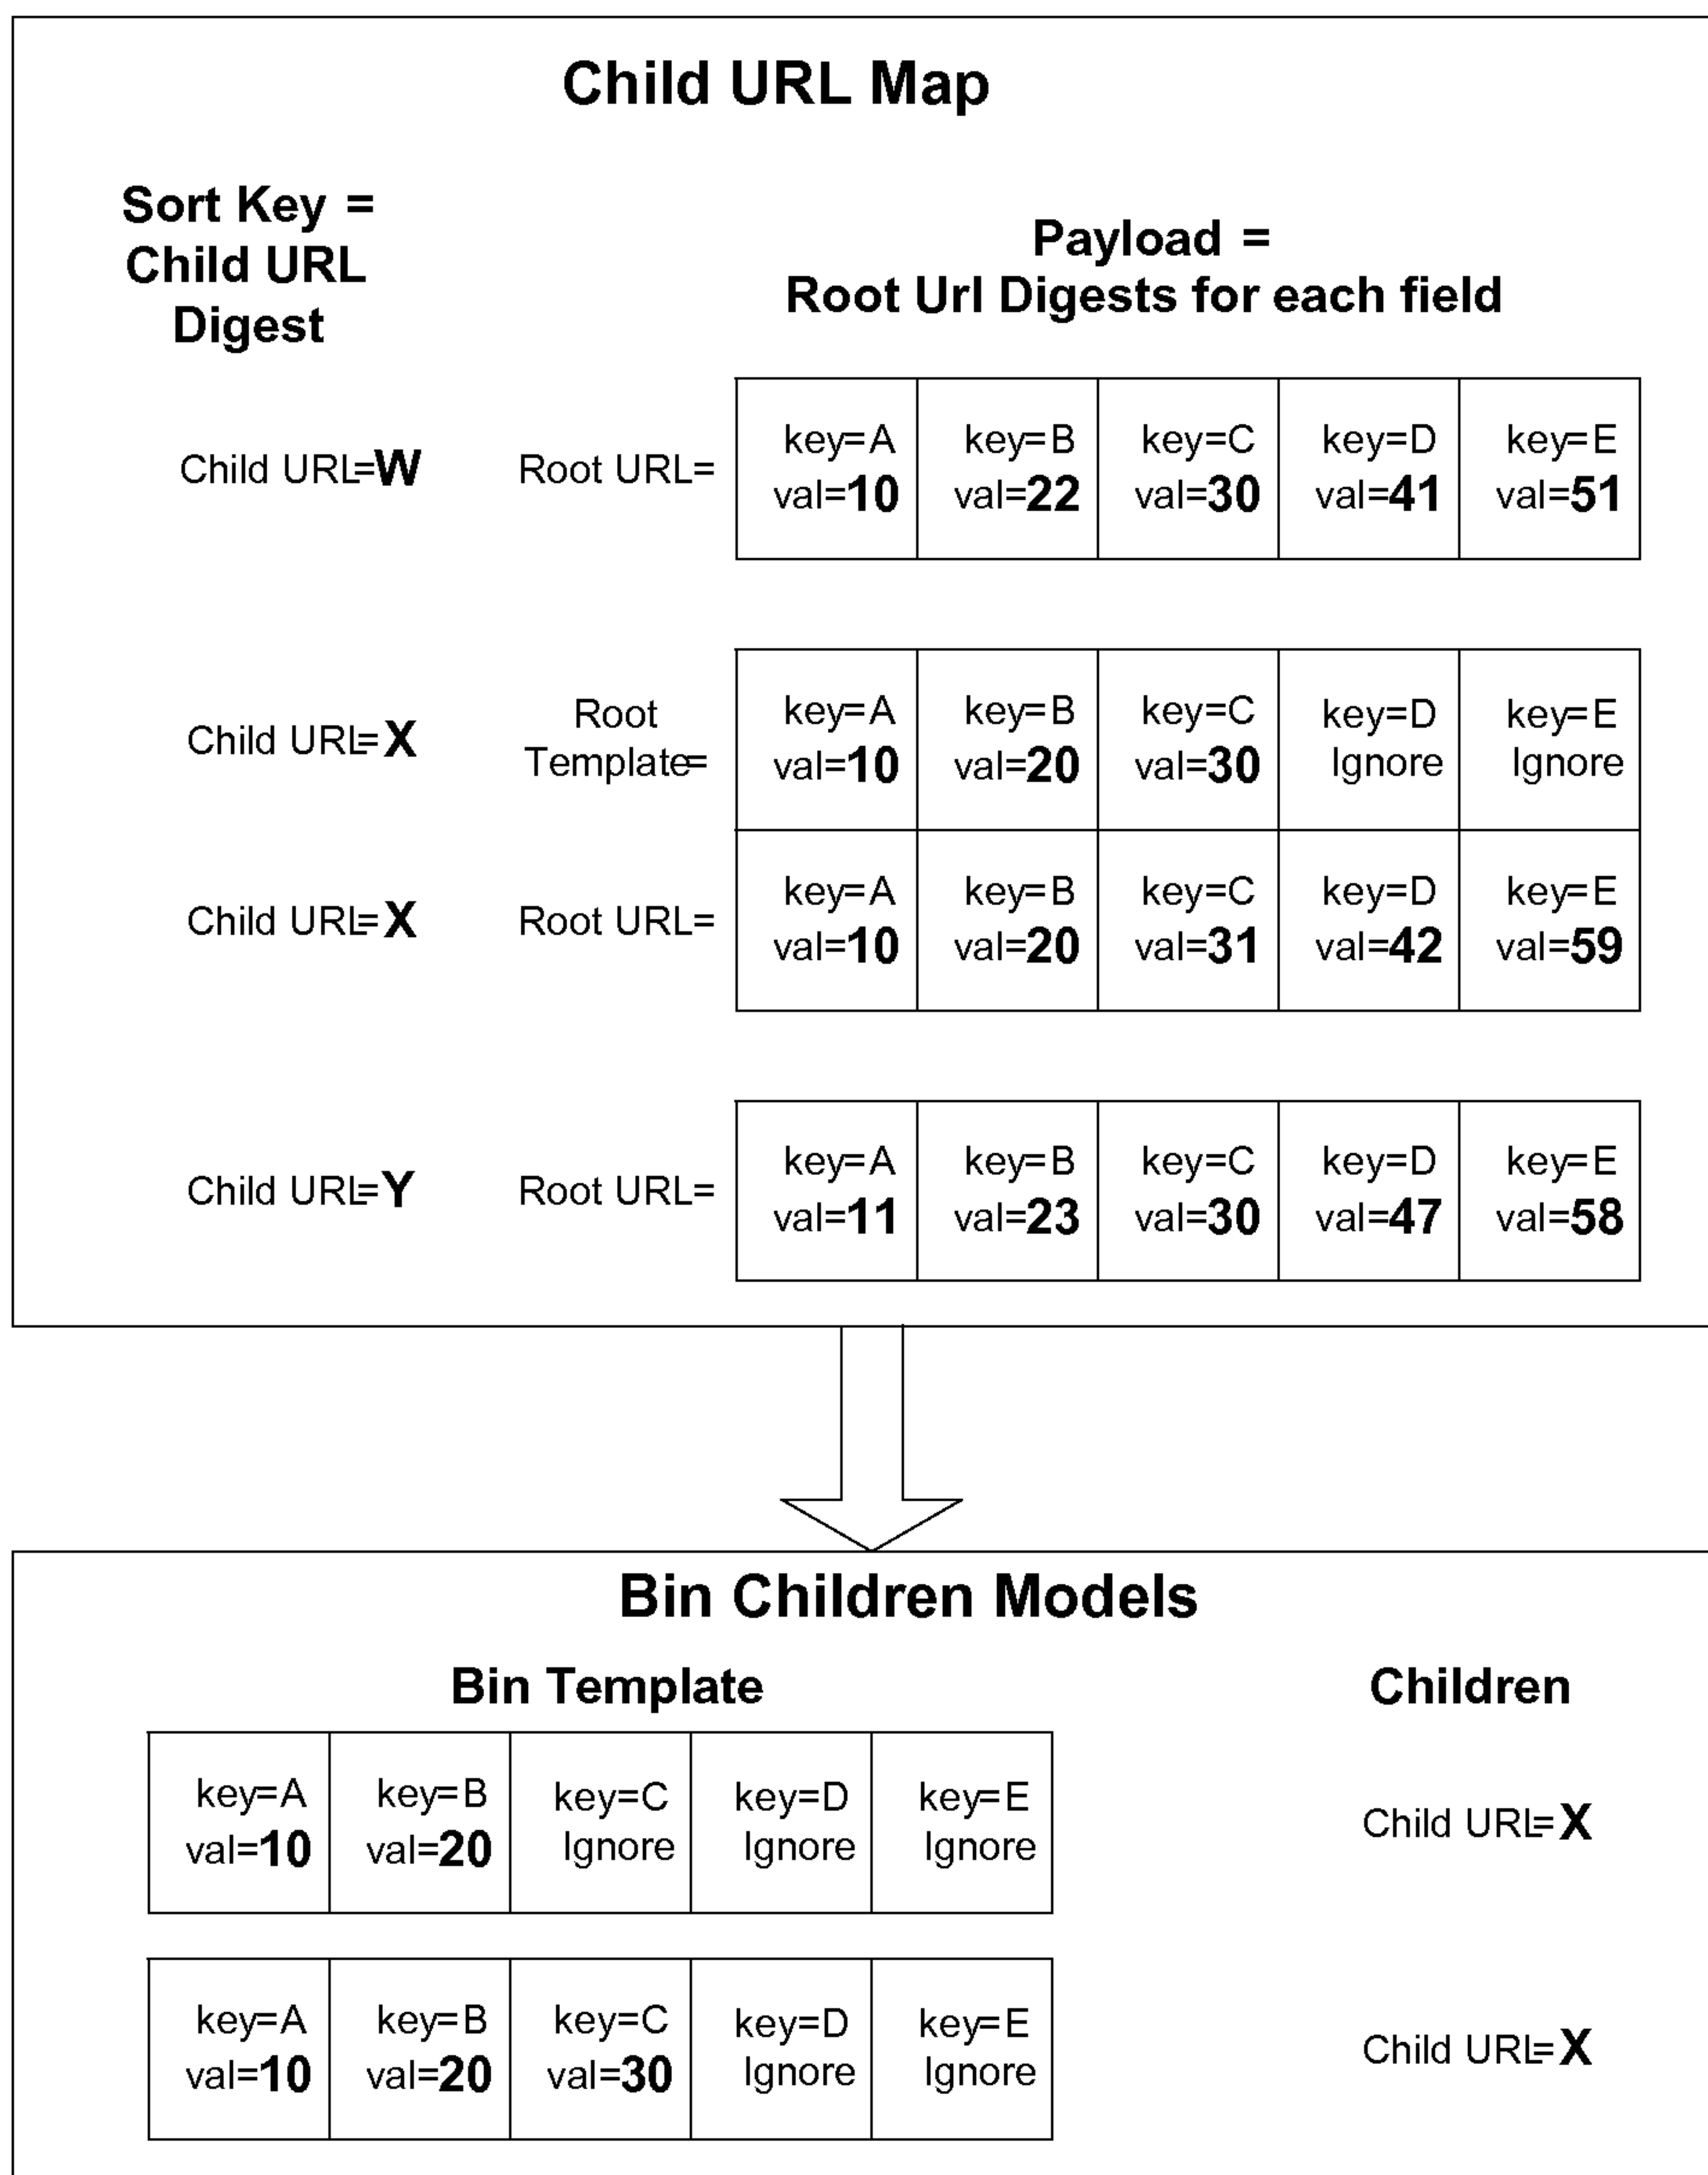 Child URL Map
Sort Key =
Child URL
Digest
Payload =
Root Url Digests for each field
Child URL=W
Root URL=
key=A
val=10
key=B
val=22
key=C
val=30
key=D
val=41
key=E
val=51
Child URL=X
Root
Template=
key=A
val=10
key=B
val=20
key=C
val=30
key=D
Ignore
key=E
Ignore
Child URL=X
Root URL=
key=A
val=10
key=B
val=20
key=C
val=31
key=D
val=42
key=E
val=59
Child URL=Y
Root URL=
key=A
val=11
key=B
val=23
key=C
val=30
key=D
val=47
key=E
val=58
Bin Children Models
Bin Template
Children
key=A
val=10
key=B
val=20
key=C
Ignore
key=D
Ignore
key=E
Ignore
Child URL=X
key=A
val=10
key=B
val=20
key=C
val=30
key=D
Ignore
key=E
Ignore
Child URL=X